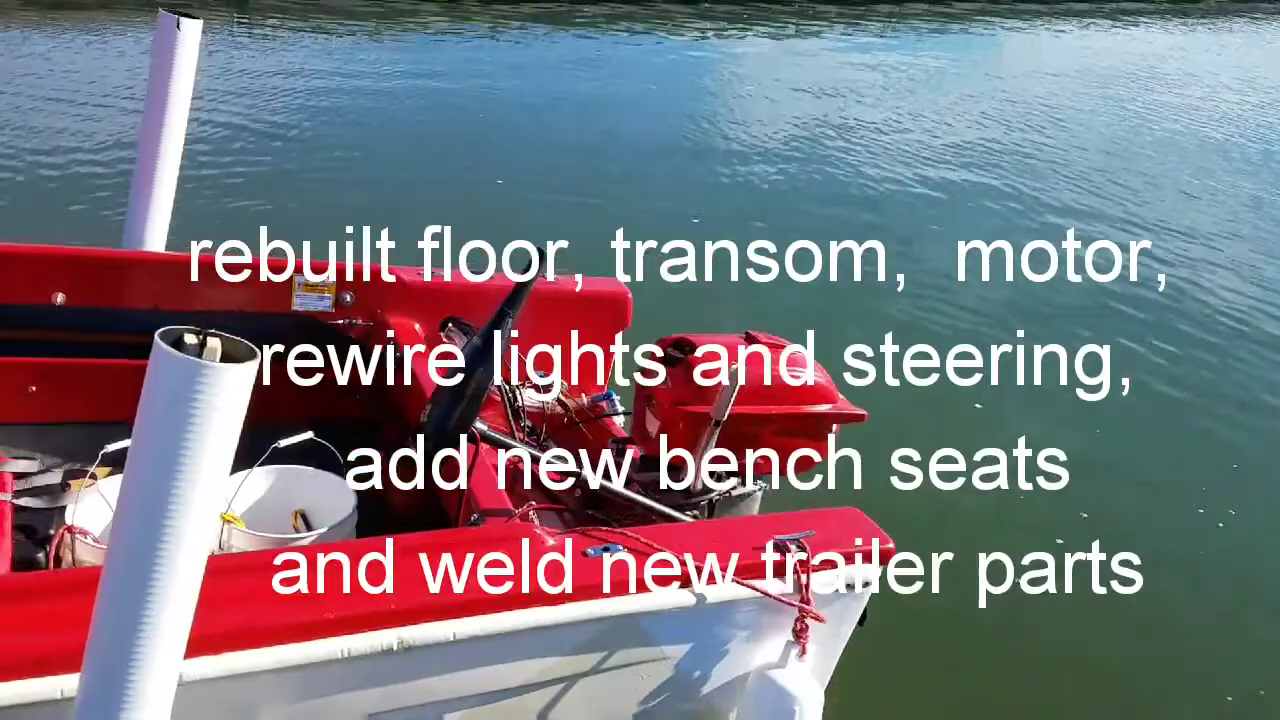 rebuilt floor, transom,  motor,
rewire lights and steering,
add new bench seats
and weld new trailer parts